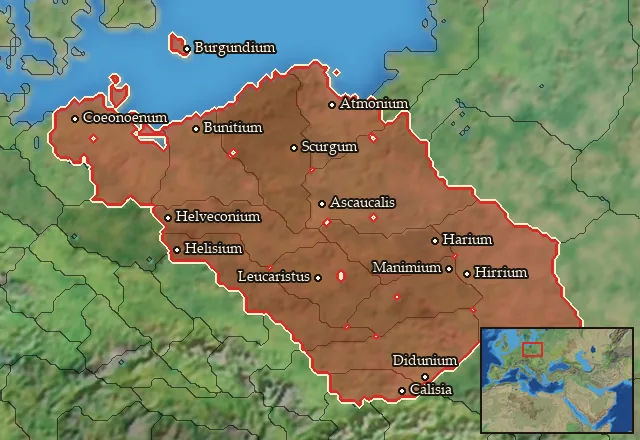 Burgundium
Atmonium
Coeonoenum
Bunitium
Scurgum
Ascaucalis
Helveconium
Harium
Helisium
Manimium
Hirrium
Leucaristus
Didunium
Calisia